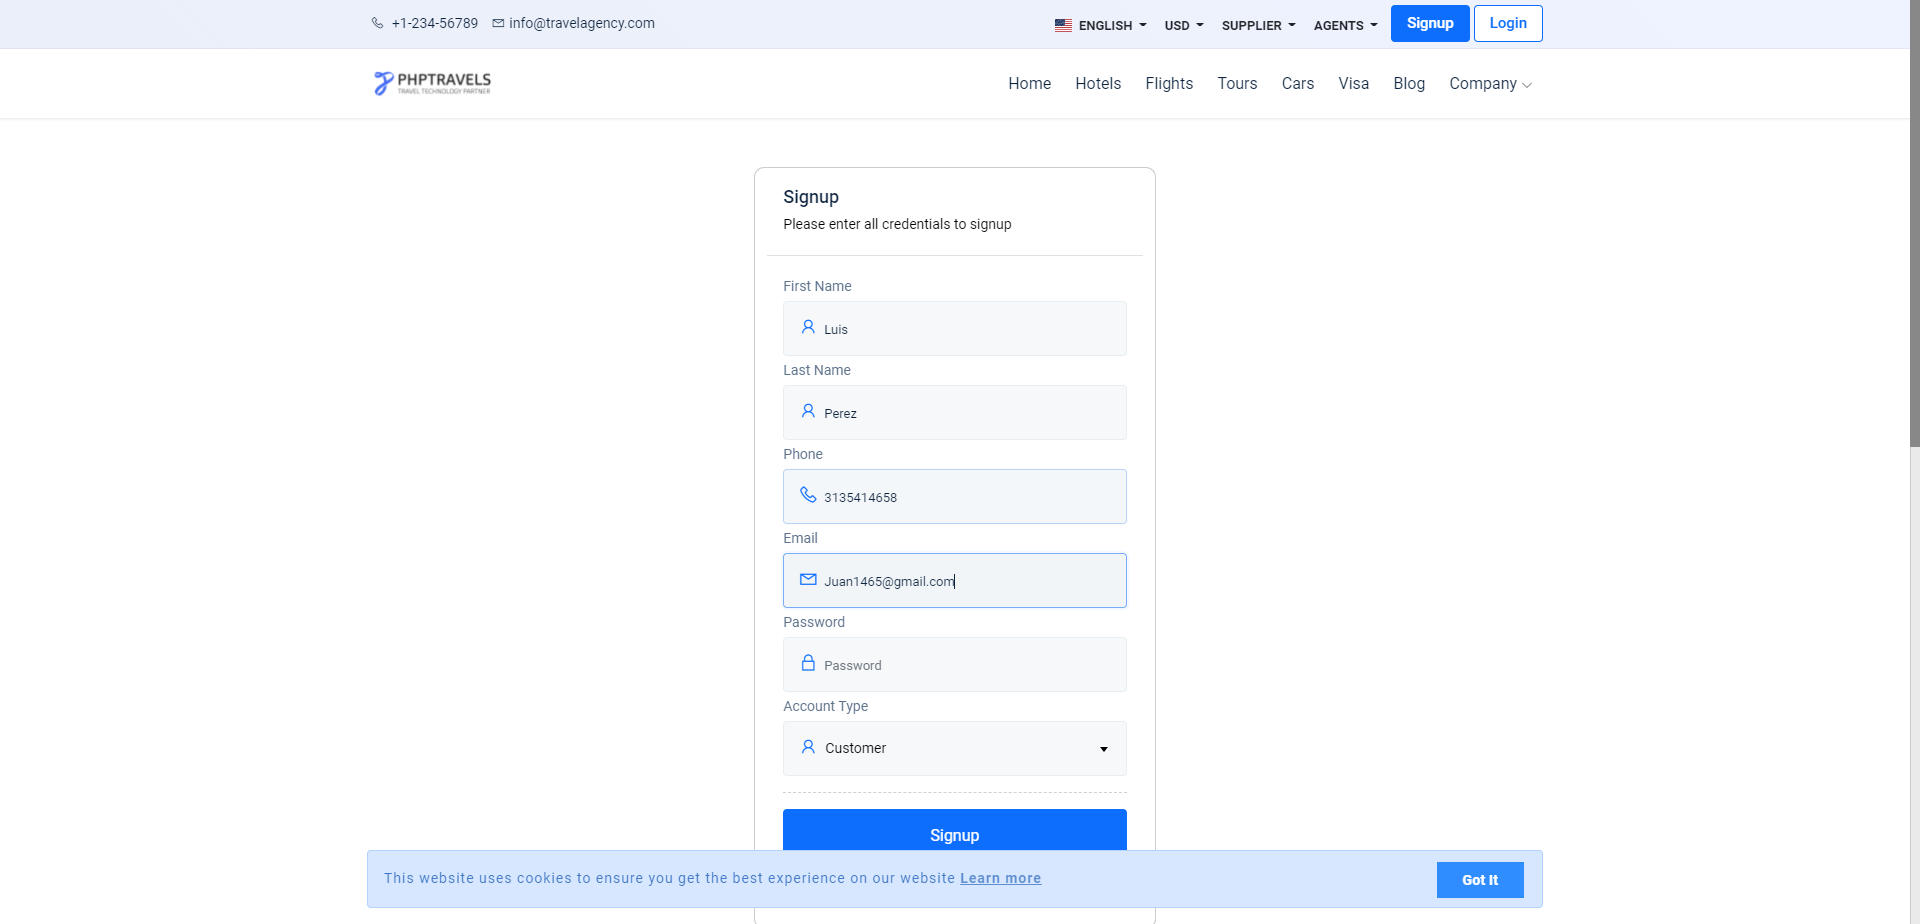 +1-234-56789 info@travelagency.com ENGLISH USD SUPPLIER AGENTS Signup Login
PHPTRAVELS
TRAVEL TECHNOLOGY PARTNER
Home Hotels Flights Tours Cars Visa Blog Company
Signup
Please enter all credentials to signup
First Name
Luis
Last Name
Perez
Phone
3135414658
Email
Juan1465@gmail.com
Password
Password
Account Type
Customer
Signup
This website uses cookies to ensure you get the best experience on our website Learn more Got It